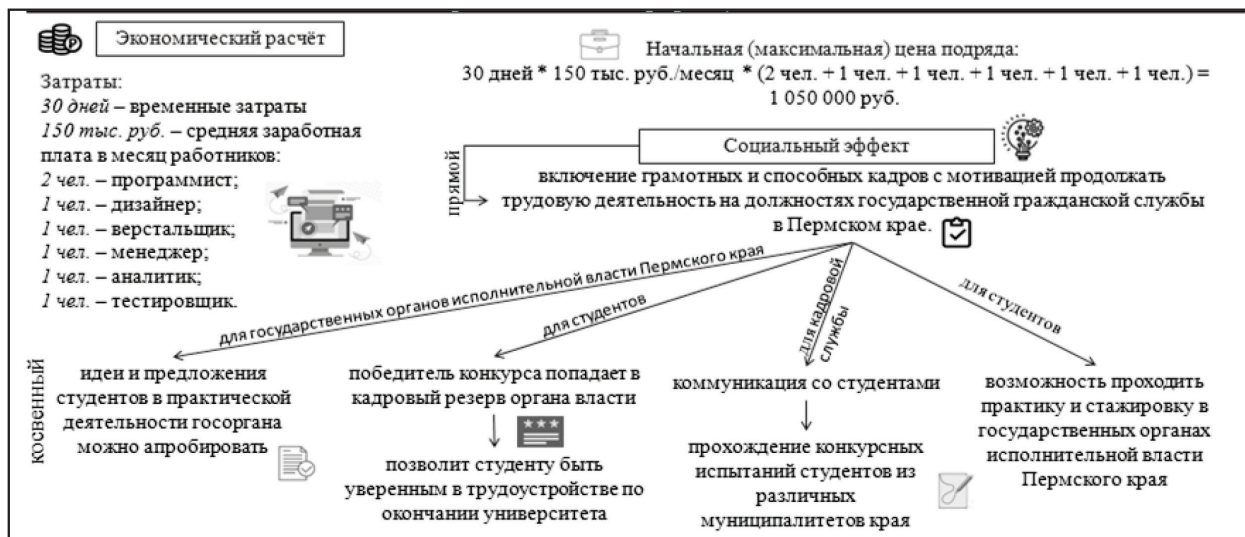 Экономический расчёт
Затраты:
30 дней – временные затраты
150 тыс. руб. – средняя заработная
плата в месяц работников:
2 чел. – программист;
1 чел. – дизайнер;
1 чел. – верстальщик;
1 чел. – менеджер;
1 чел. – аналитик;
1 чел. – тестировщик.
Начальная (максимальная) цена подряда:
30 дней * 150 тыс. руб./месяц * (2 чел. + 1 чел. + 1 чел. + 1 чел. + 1 чел. + 1 чел.) =
1 050 000 руб.
Социальный эффект
прямой
включение грамотных и способных кадров с мотивацией продолжать
трудовую деятельность на должностях государственной гражданской службы
в Пермском крае.
косвенный
для государственных органов исполнительной власти Пермского края
идеи и предложения
студентов в практической
деятельности госоргана
можно апробировать
для студентов
победитель конкурса попадает в
кадровый резерв органа власти
позволит студенту быть
уверенным в трудоустройстве по
окончании университета
для кадровой
службы
коммуникация со студентами
прохождение конкурсных
испытаний студентов из
различных
муниципалитетов края
для студентов
возможность проходить
практику и стажировку в
государственных органах
исполнительной власти
Пермского края